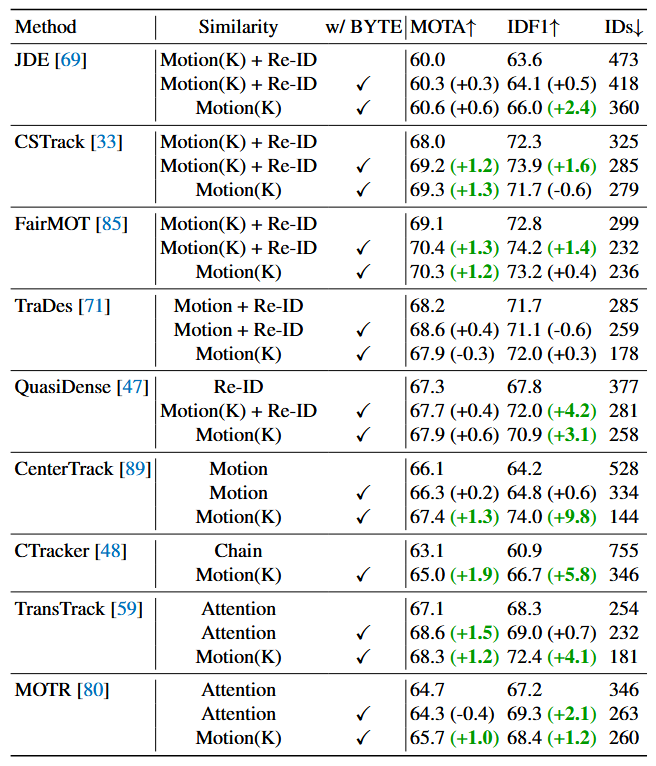 Method Similarity w/ BYTE MOTA↑ IDF1↑ IDs↓
JDE [69] Motion(K) + Re-ID 60.0 63.6 473
Motion(K) + Re-ID ✓ 60.3 (+0.3) 64.1 (+0.5) 418
Motion(K) ✓ 60.6 (+0.6) 66.0 (+2.4) 360
CSTrack [33] Motion(K) + Re-ID 68.0 72.3 325
Motion(K) + Re-ID ✓ 69.2 (+1.2) 73.9 (+1.6) 285
Motion(K) ✓ 69.3 (+1.3) 71.7 (-0.6) 279
FairMOT [85] Motion(K) + Re-ID 69.1 72.8 299
Motion(K) + Re-ID ✓ 70.4 (+1.3) 74.2 (+1.4) 232
Motion(K) ✓ 70.3 (+1.2) 73.2 (+0.4) 236
TraDes [71] Motion + Re-ID 68.2 71.7 285
Motion + Re-ID ✓ 68.6 (+0.4) 71.1 (-0.6) 259
Motion(K) ✓ 67.9 (-0.3) 72.0 (+0.3) 178
QuasiDense [47] Re-ID 67.3 67.8 377
Motion(K) + Re-ID ✓ 67.7 (+0.4) 72.0 (+4.2) 281
Motion(K) ✓ 67.9 (+0.6) 70.9 (+3.1) 258
CenterTrack [89] Motion 66.1 64.2 528
Motion ✓ 66.3 (+0.2) 64.8 (+0.6) 334
Motion(K) ✓ 67.4 (+1.3) 74.0 (+9.8) 144
CTracker [48] Chain 63.1 60.9 755
Motion(K) ✓ 65.0 (+1.9) 66.7 (+5.8) 346
TransTrack [59] Attention 67.1 68.3 254
Attention ✓ 68.6 (+1.5) 69.0 (+0.7) 232
Motion(K) ✓ 68.3 (+1.2) 72.4 (+4.1) 181
MOTR [80] Attention 64.7 67.2 346
Attention ✓ 64.3 (-0.4) 69.3 (+2.1) 263
Motion(K) ✓ 65.7 (+1.0) 68.4 (+1.2) 260